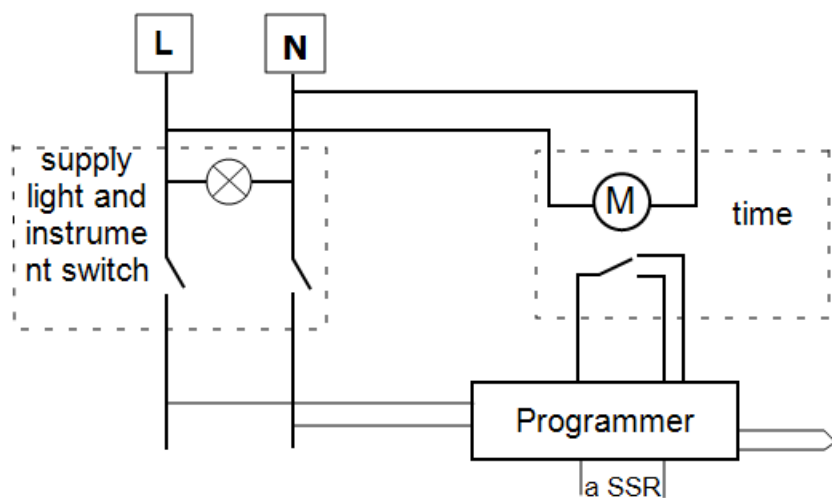 L
N
supply
light and
instrume
nt switch
M
time
Programmer
a SSR